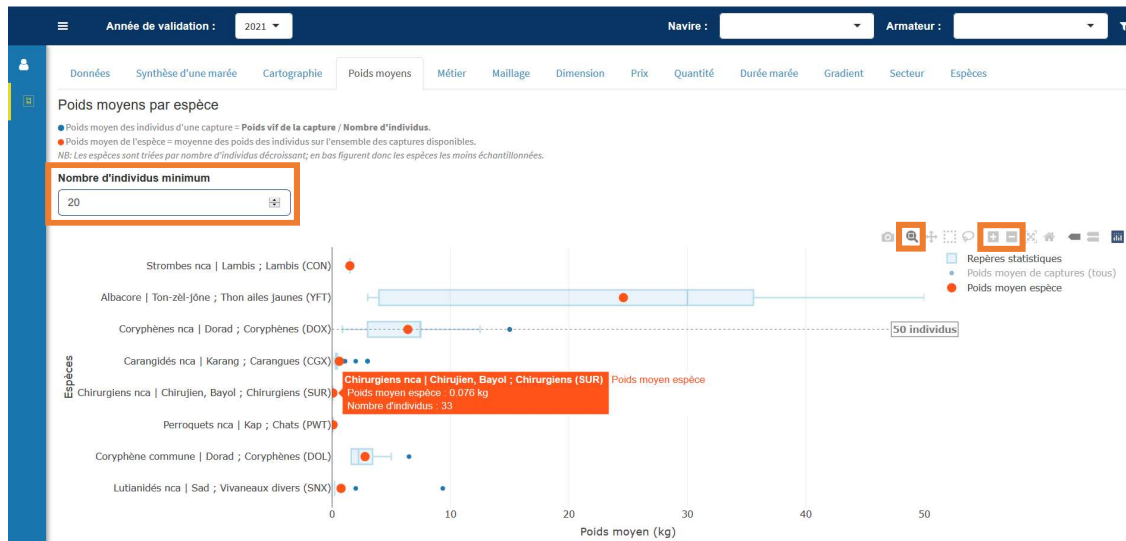 Année de validation : 2021 Navire : Armateur :
Données Synthèse d'une marée Cartographie Poids moyens Métier Maillage Dimension Prix Quantité Durée marée Gradient Secteur Espèces
Poids moyens par espèce
Poids moyen des individus d'une capture = Poids vif de la capture / Nombre d'individus.
Poids moyen de l'espèce = moyenne des poids des individus sur l'ensemble des captures disponibles.
NB: Les espèces sont triées par nombre d'individus décroissant; en bas figurent donc les espèces les moins échantillonnées.
Nombre d'individus minimum
20
Repères statistiques
Poids moyen de captures (tous)
Poids moyen espèce
Strombes nca | Lambis ; Lambis (CON)
Albacore | Ton-zèl-jône ; Thon ailes jaunes (YFT)
Coryphènes nca | Dorad ; Coryphènes (DOX)
50 individus
Carangidés nca | Karang ; Carangues (CGX)
Espèces
Chirurgiens nca | Chirujien, Bayol ; Chirurgiens (SUR)
Chirurgiens nca | Chirujien, Bayol ; Chirurgiens (SUR) Poids moyen espèce
Poids moyen espèce : 0.076 kg
Nombre d'individus : 33
Perroquets nca | Kap ; Chats (PWT)
Coryphène commune | Dorad ; Coryphènes (DOL)
Lutianidés nca | Sad ; Vivaneaux divers (SNX)
0 10 20 30 40 50
Poids moyen (kg)